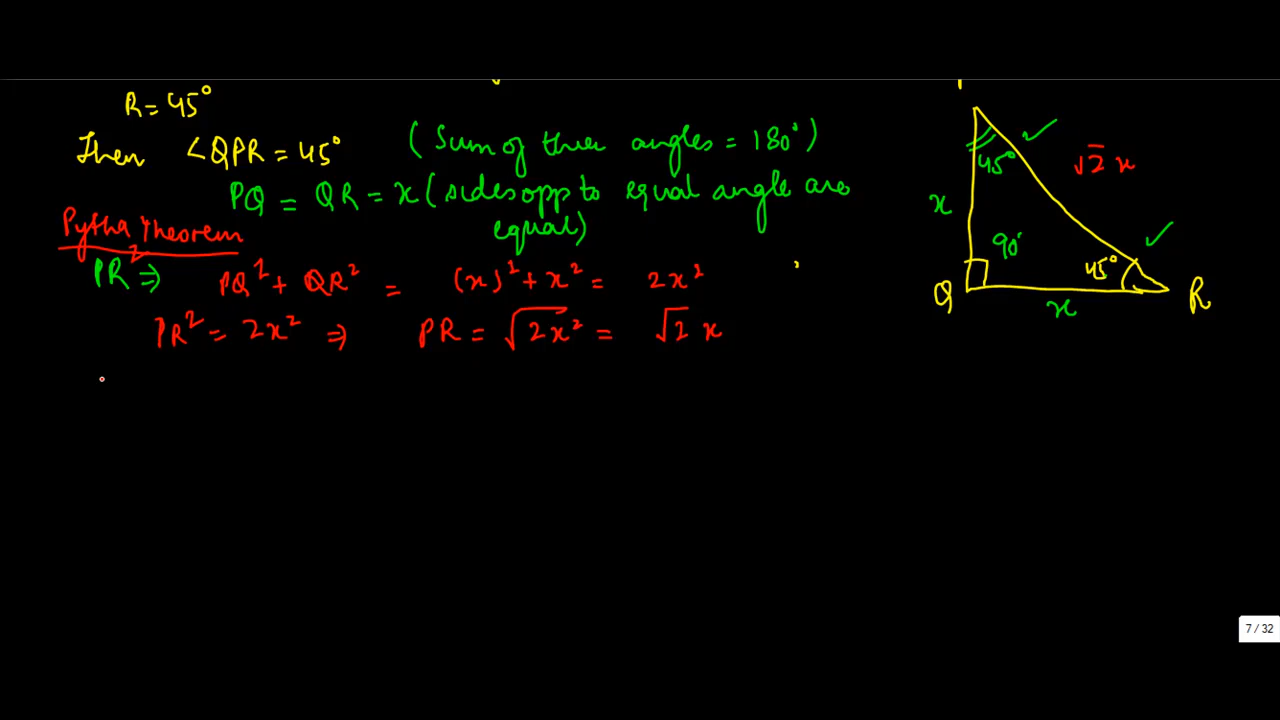 R = 45°
Then ∠QPR = 45° (Sum of three angles = 180°)
PQ = QR = x (sides opp to equal angle are
equal)
Pytha Theorem
PR² ⇒ PQ² + QR² = (x)² + x² = 2x²
PR² = 2x² ⇒ PR = √2x² = √2 x
45°
√2 x
x
90°
45°
Q
x
R
7 / 32